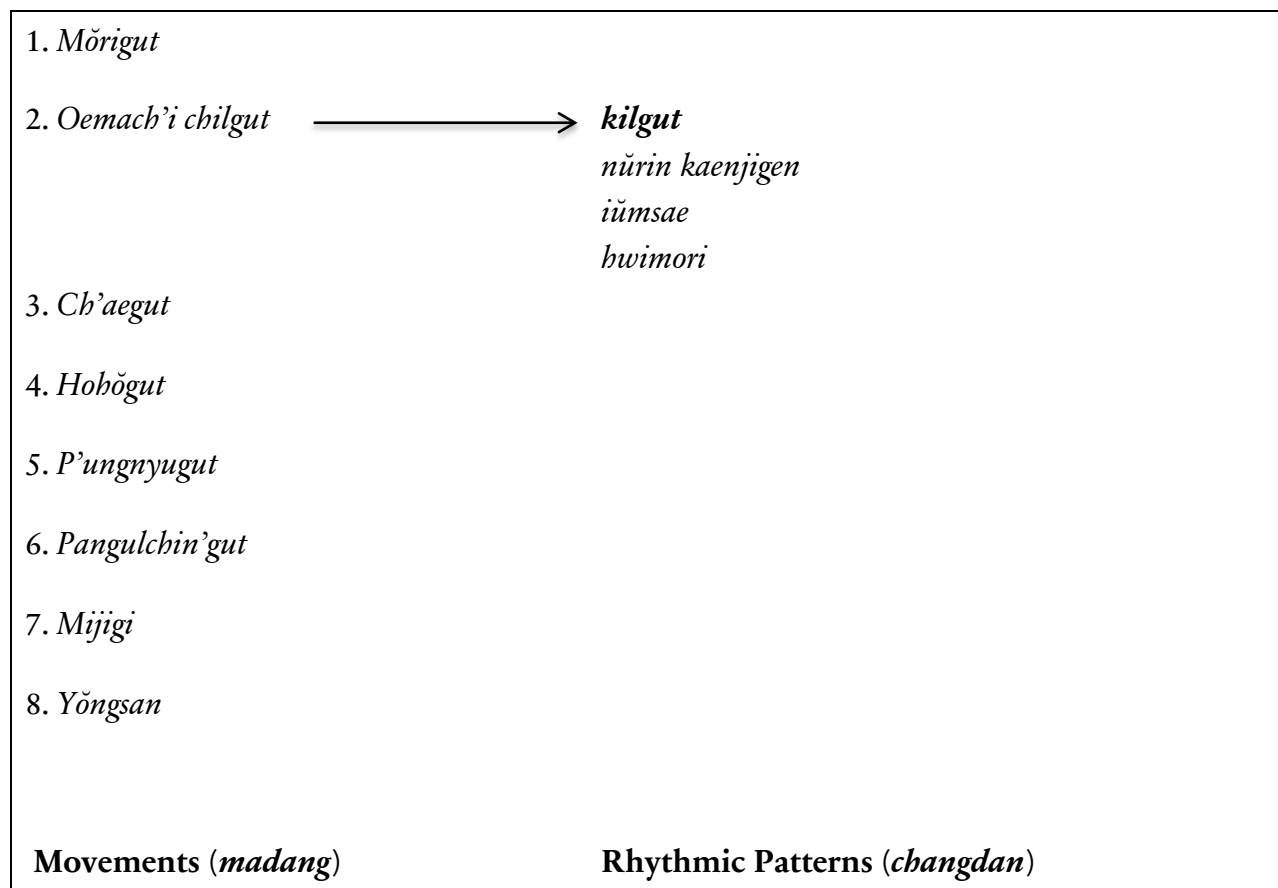 1. Mŏrigut
2. Oemach’i chilgut kilgut
nŭrin kaenjigen
iŭmsae
hwimori
3. Ch’aegut
4. Hohŏgut
5. P’ungnyugut
6. Pangulchin’gut
7. Mijigi
8. Yŏngsan
Movements (madang) Rhythmic Patterns (changdan)